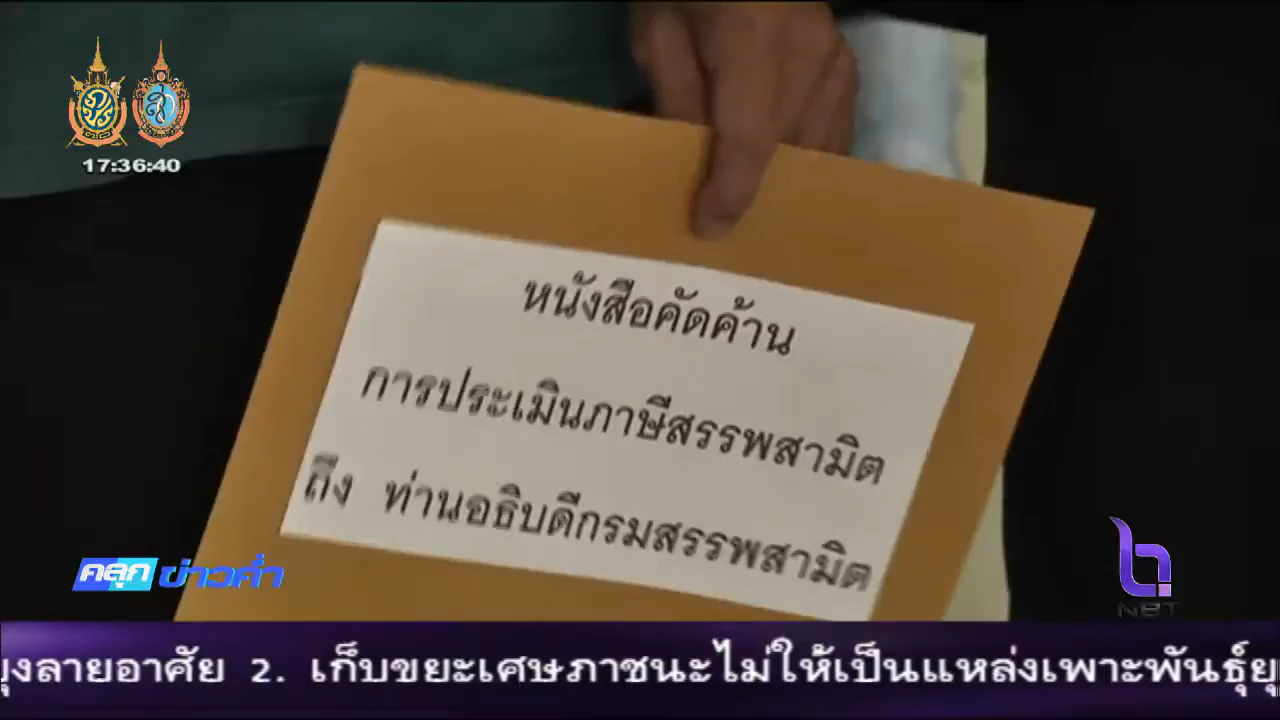 17:36:40
หนังสือคัดค้าน
การประเมินภาษีสรรพสามิต
ถึง ท่านอธิบดีกรมสรรพสามิต
คลุกข่าวค่ำ
NBT
ยุงลายอาศัย 2. เก็บขยะเศษภาชนะไม่ให้เป็นแหล่งเพาะพันธุ์ยุ